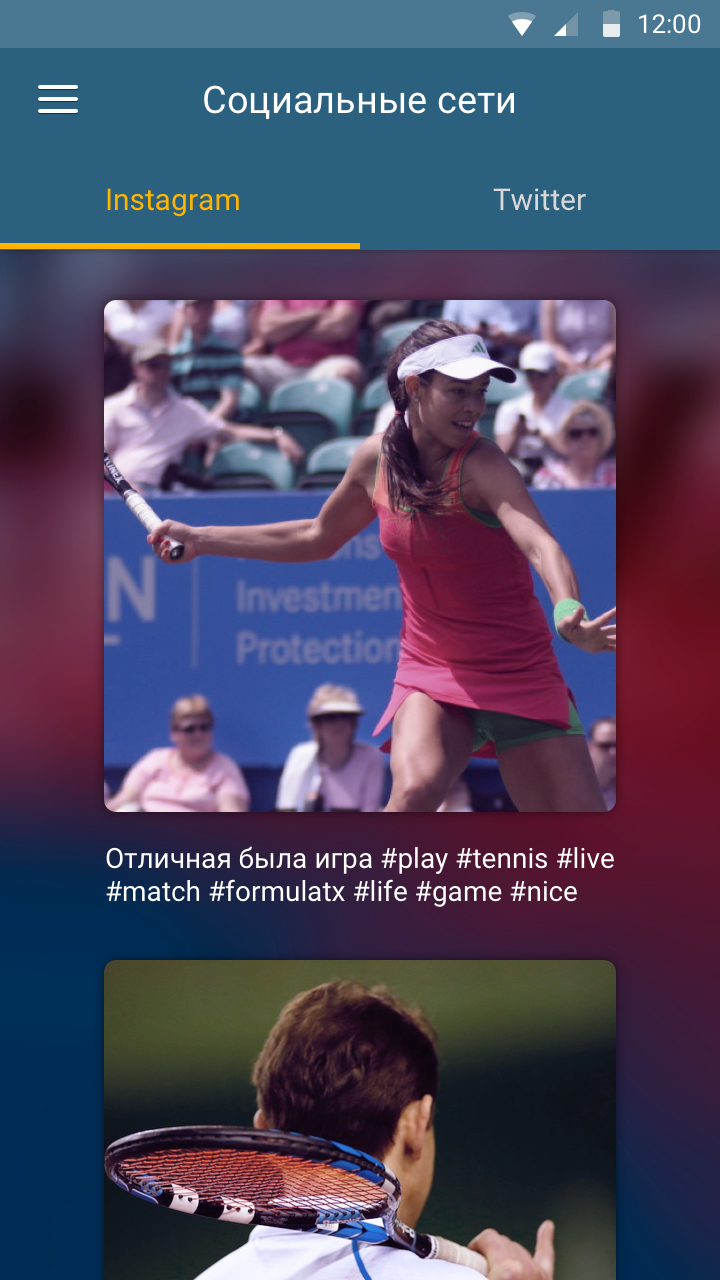 12:00
Социальные сети
Instagram
Twitter
YONEX
N
Investmen
Protection
Отличная была игра #play #tennis #live
#match #formulatx #life #game #nice